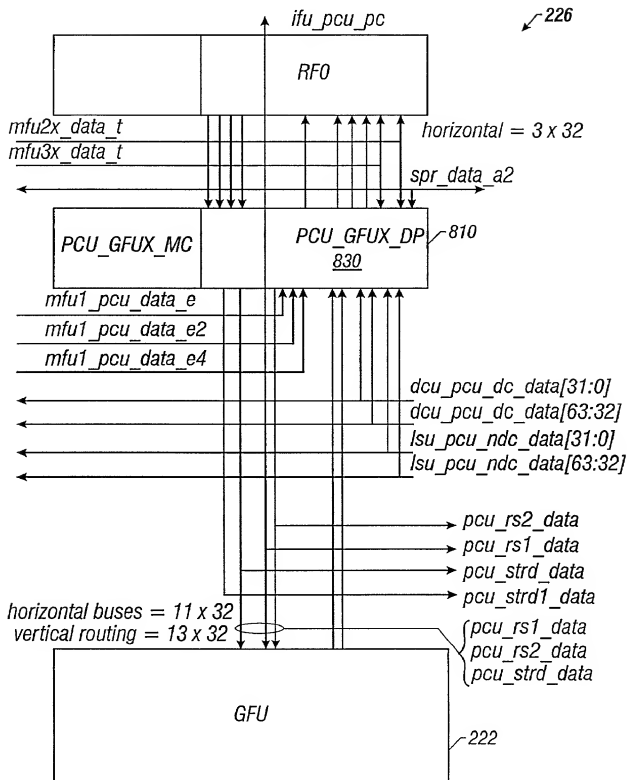 ifu_pcu_pc
226
RF0
mfu2x_data_t
horizontal = 3 x 32
mfu3x_data_t
spr_data_a2
PCU_GFUX_MC
PCU_GFUX_DP
830
810
mfu1_pcu_data_e
mfu1_pcu_data_e2
mfu1_pcu_data_e4
dcu_pcu_dc_data[31:0]
dcu_pcu_dc_data[63:32]
lsu_pcu_ndc_data[31:0]
lsu_pcu_ndc_data[63:32]
pcu_rs2_data
pcu_rs1_data
pcu_strd_data
pcu_strd1_data
horizontal buses = 11 x 32
vertical routing = 13 x 32
pcu_rs1_data
pcu_rs2_data
pcu_strd_data
GFU
222